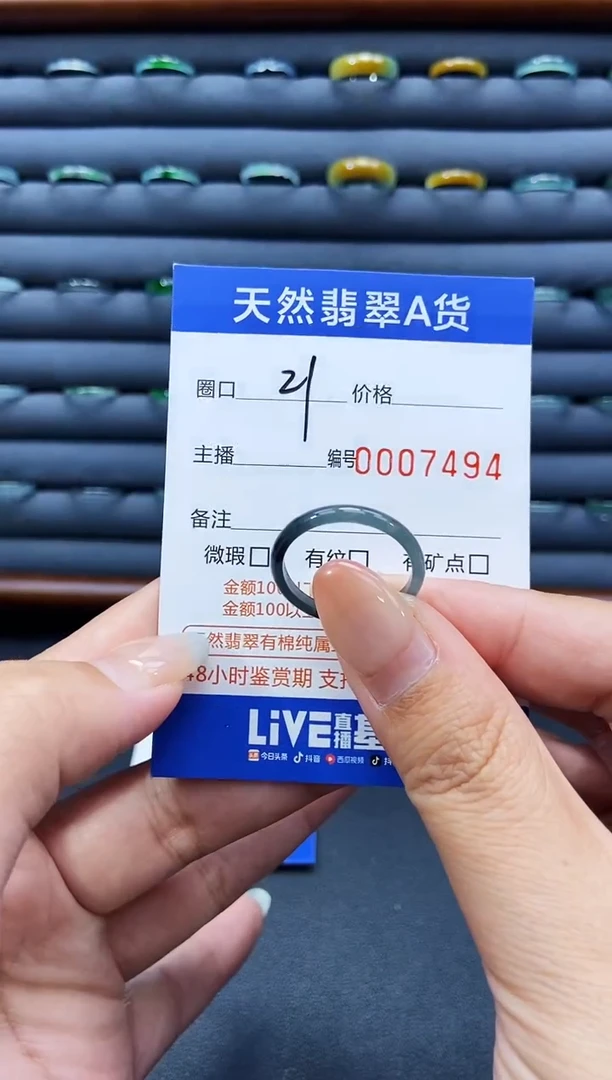 天然翡翠A货
圈口 21 价格
主播 编号0007494
备注
微瑕 有纹 有矿点
金额10
金额100以
天然翡翠有棉纯属
48小时鉴赏期 支
LiVE直播基
今日头条 抖音 西瓜视频 抖